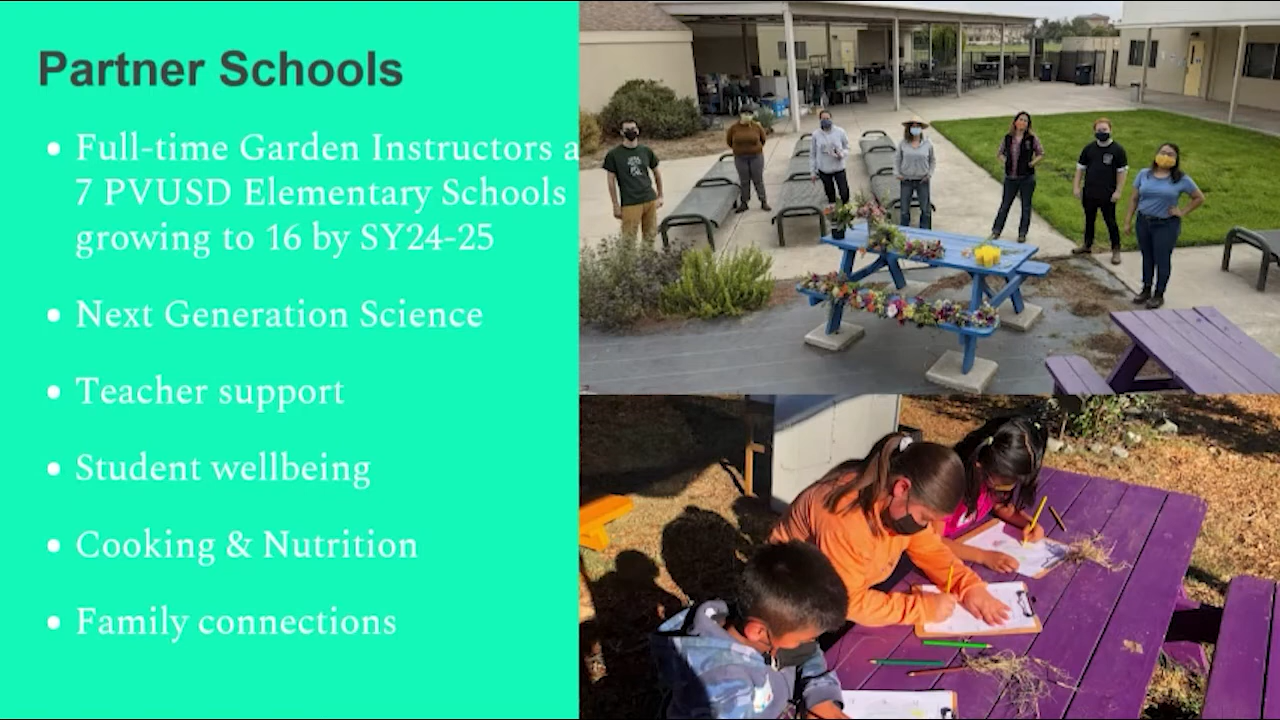 Partner Schools
• Full-time Garden Instructors a
7 PVUSD Elementary Schools
growing to 16 by SY24-25
• Next Generation Science
• Teacher support
• Student wellbeing
• Cooking & Nutrition
• Family connections